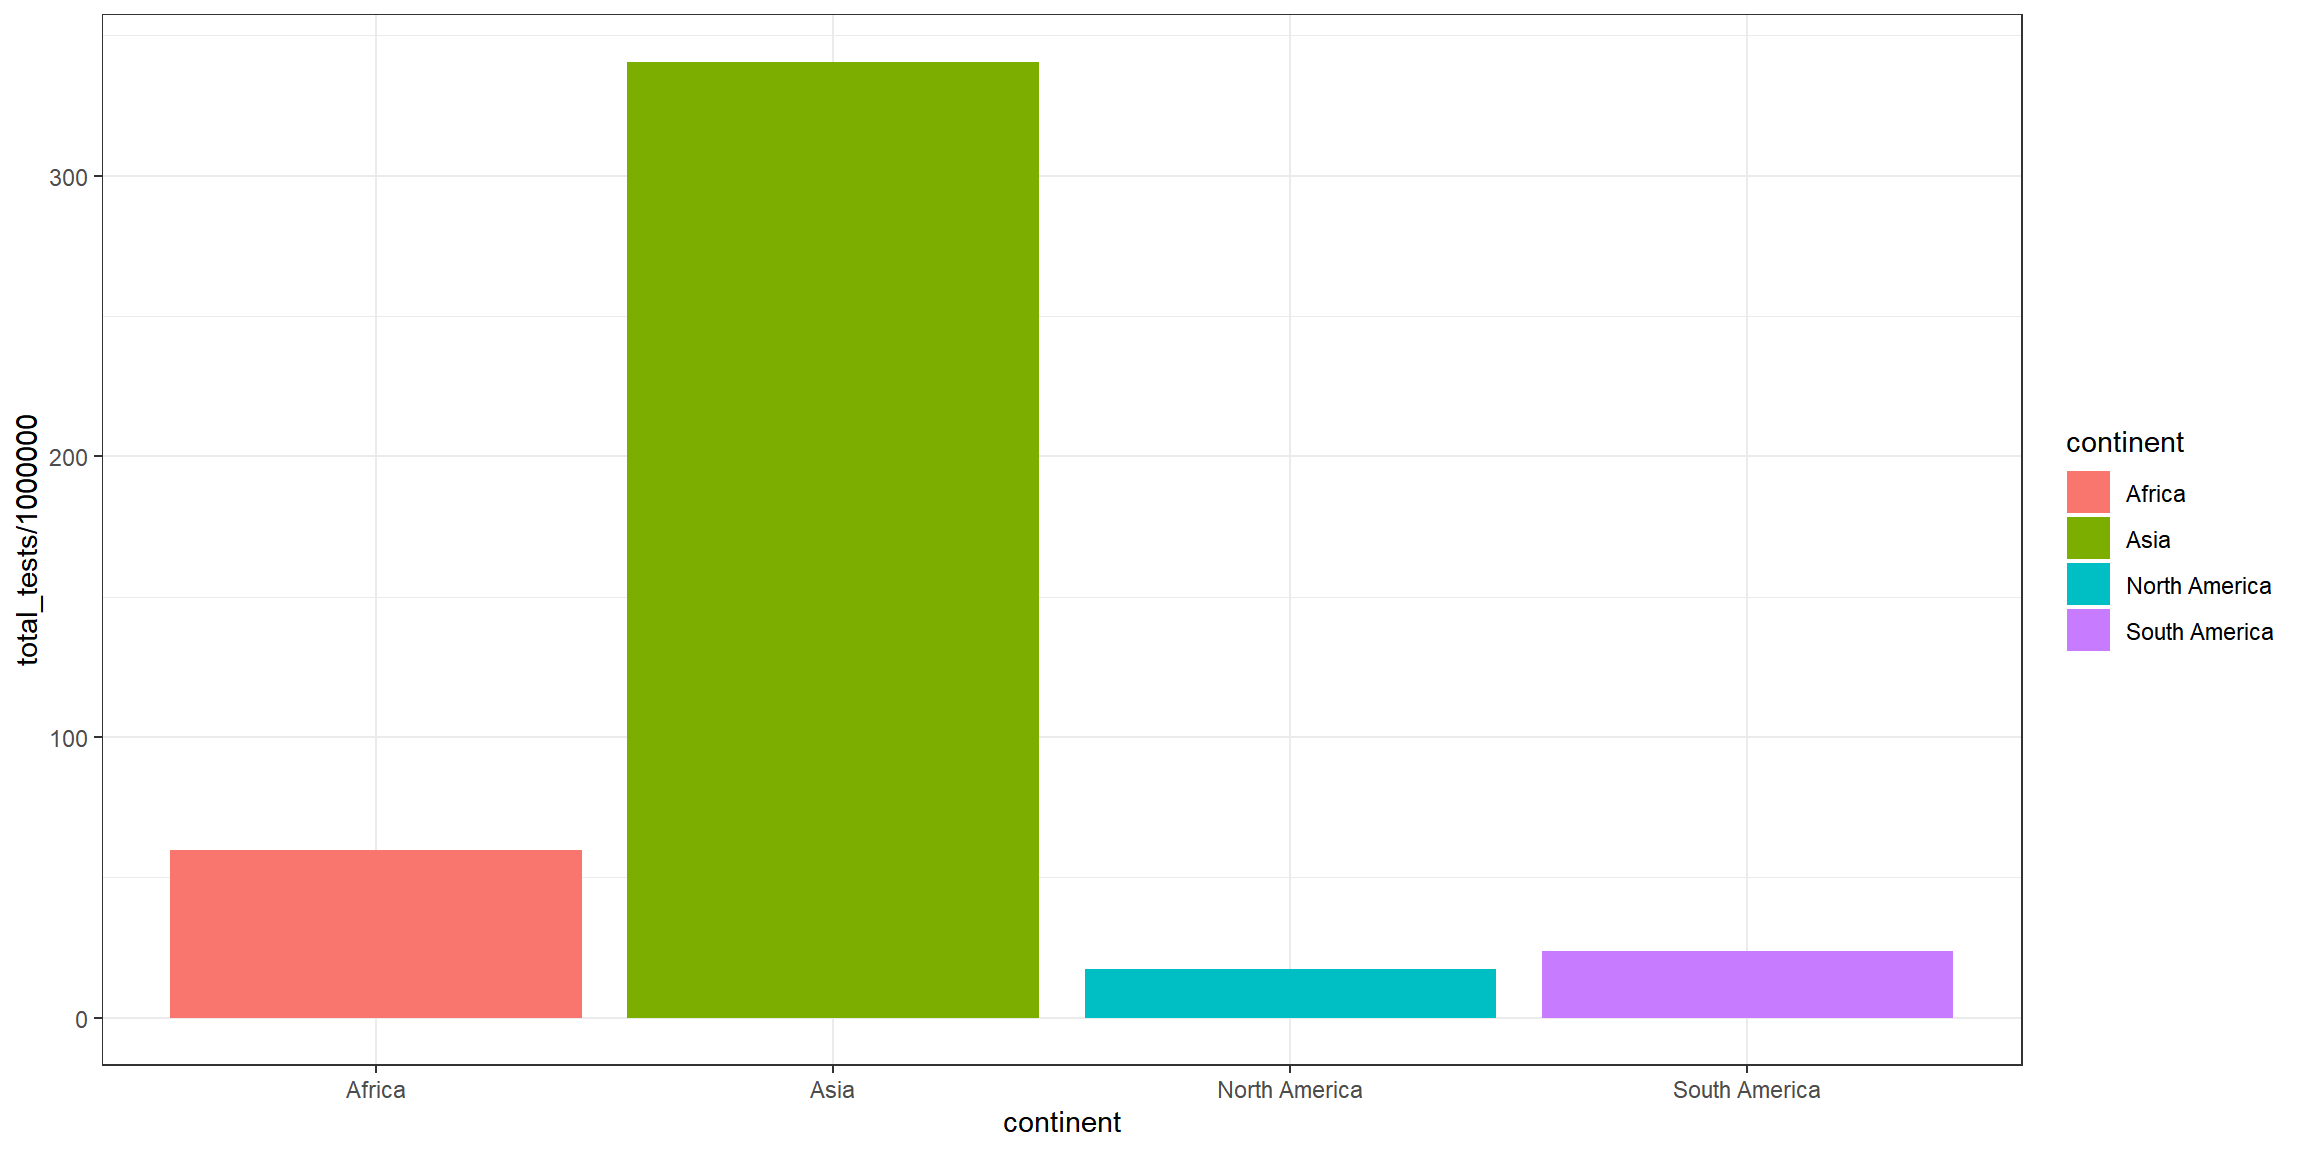 total_tests/1000000
300
200
100
0
Africa
Asia
North America
South America
continent
continent
Africa
Asia
North America
South America